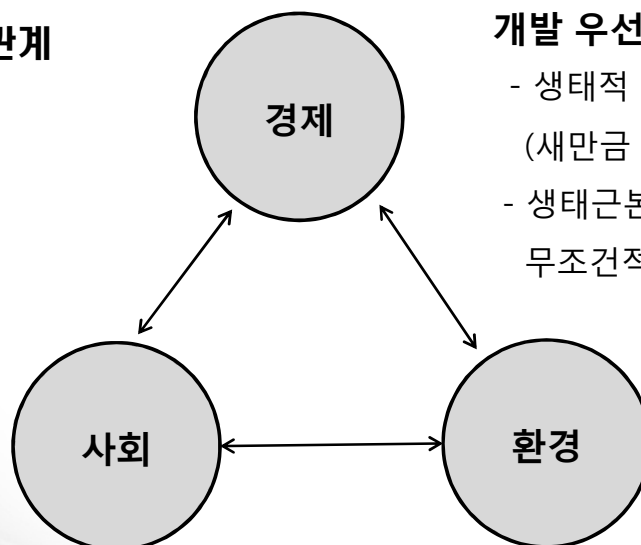 관계
개발 우선
- 생태적
(새만금
- 생태근본
무조건적
경제
사회
환경